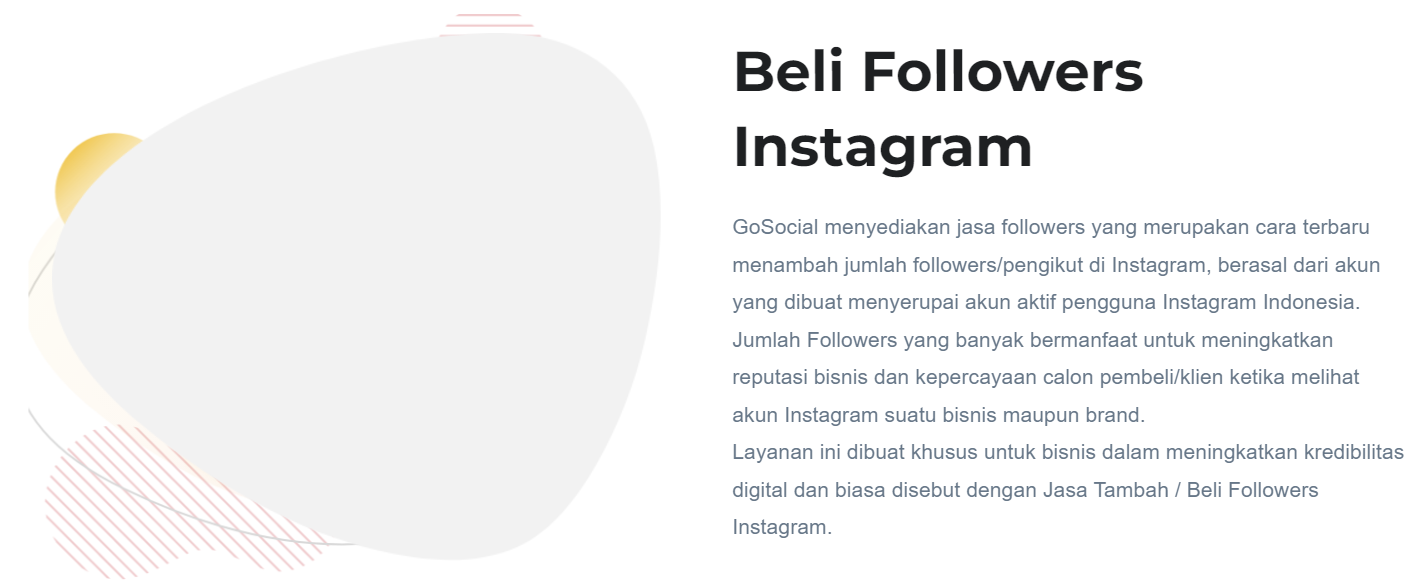 Beli Followers
Instagram
GoSocial menyediakan jasa followers yang merupakan cara terbaru
menambah jumlah followers/pengikut di Instagram, berasal dari akun
yang dibuat menyerupai akun aktif pengguna Instagram Indonesia.
Jumlah Followers yang banyak bermanfaat untuk meningkatkan
reputasi bisnis dan kepercayaan calon pembeli/klien ketika melihat
akun Instagram suatu bisnis maupun brand.
Layanan ini dibuat khusus untuk bisnis dalam meningkatkan kredibilitas
digital dan biasa disebut dengan Jasa Tambah / Beli Followers
Instagram.